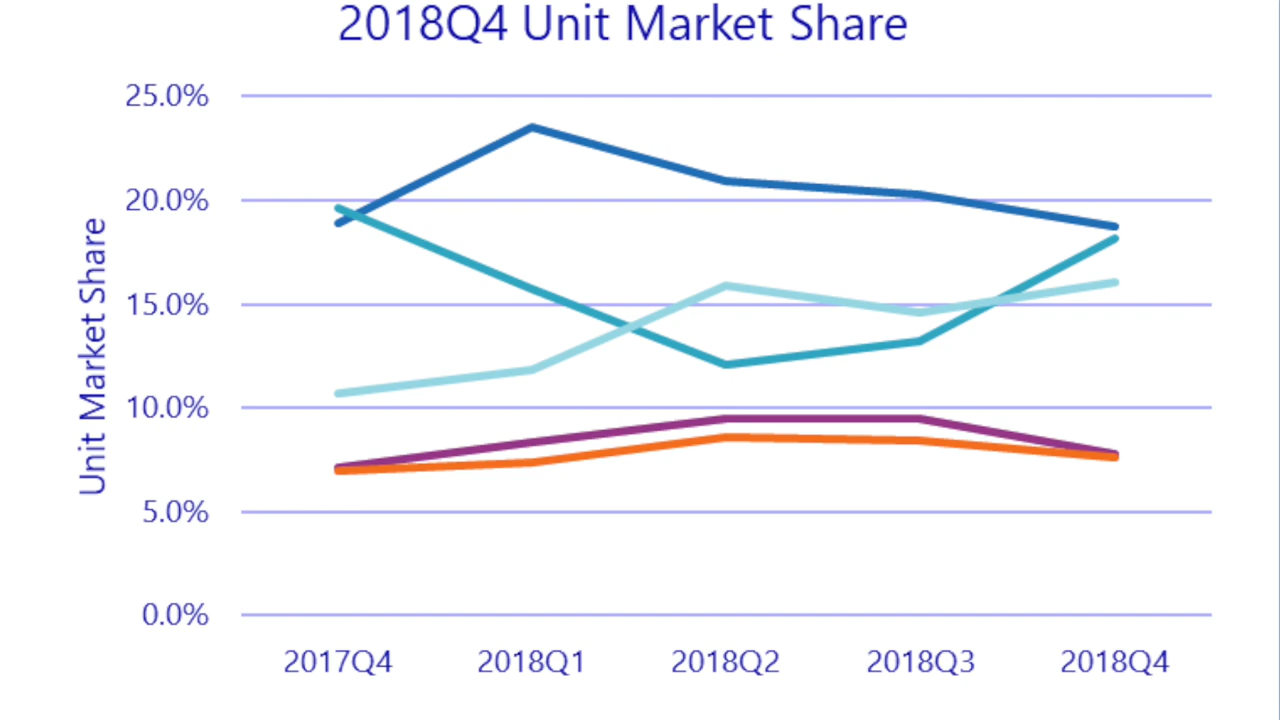 2018Q4 Unit Market Share
Unit Market Share
25.0%
20.0%
15.0%
10.0%
5.0%
0.0%
2017Q4 2018Q1 2018Q2 2018Q3 2018Q4